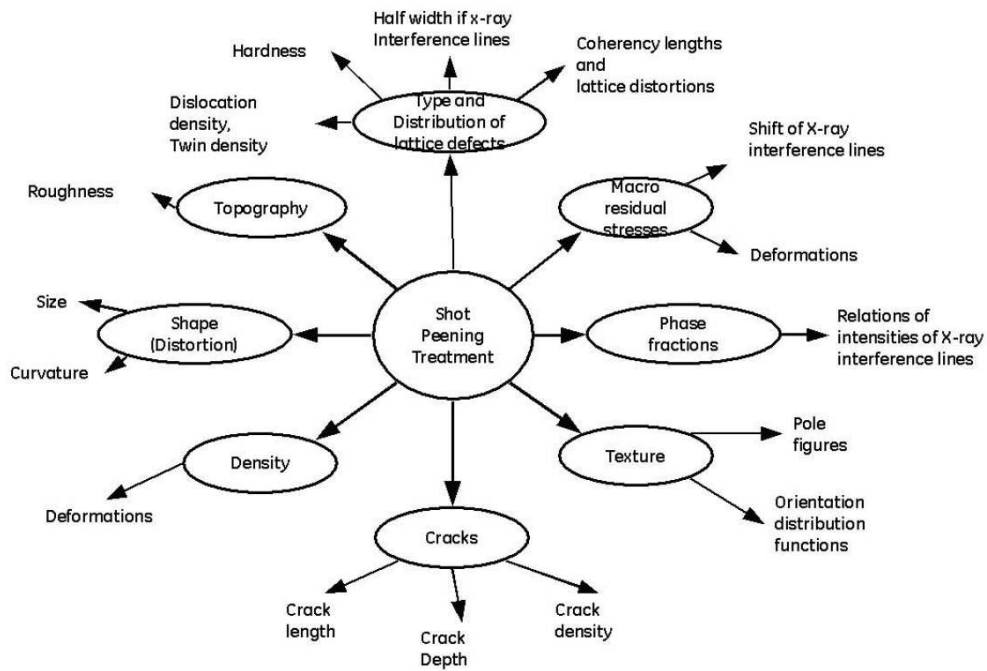 Half width if x-ray
Interference lines
Hardness
Coherency lengths
and
lattice distortions
Dislocation
density,
Twin density
Type and
Distribution of
lattice defects
Shift of X-ray
interference lines
Roughness
Topography
Macro
residual
stresses
Deformations
Size
Shape
(Distortion)
Curvature
Shot
Peening
Treatment
Phase
fractions
Relations of
intensities of X-ray
interference lines
Density
Deformations
Texture
Pole
figures
Orientation
distribution
functions
Cracks
Crack
length
Crack
Depth
Crack
density